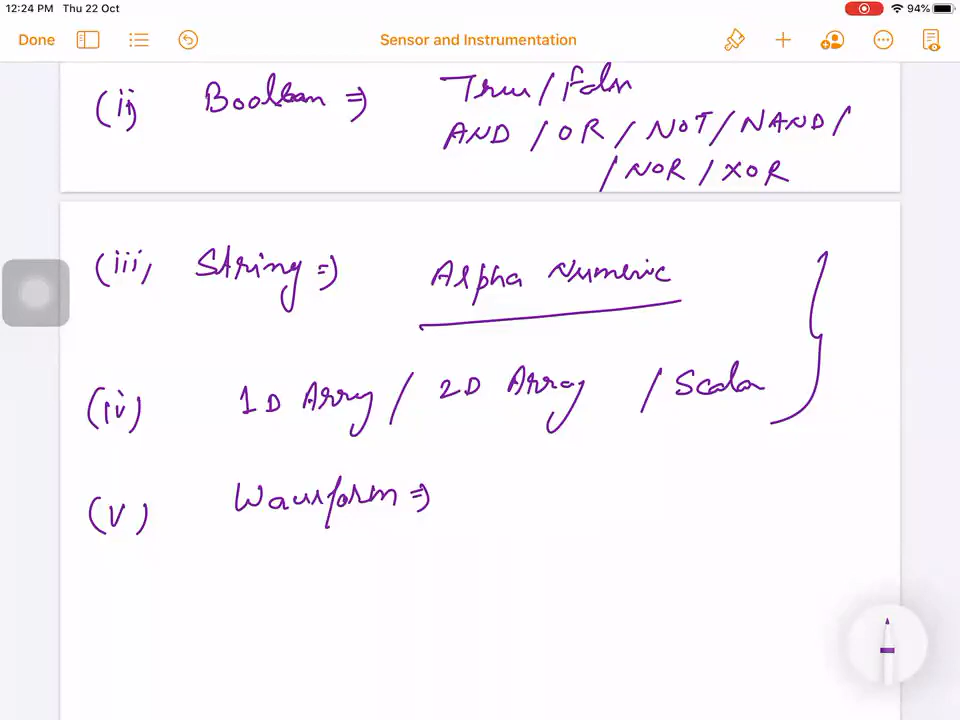 12:24 PM Thu 22 Oct 94%
Done Sensor and Instrumentation
(ii) Boolean => True/False
AND / OR / NOT / NAND /
/ NOR / XOR
(iii) String => Alpha Numeric
(iv) 1D Array / 2D Array / Scalar
(v) Waveform =>